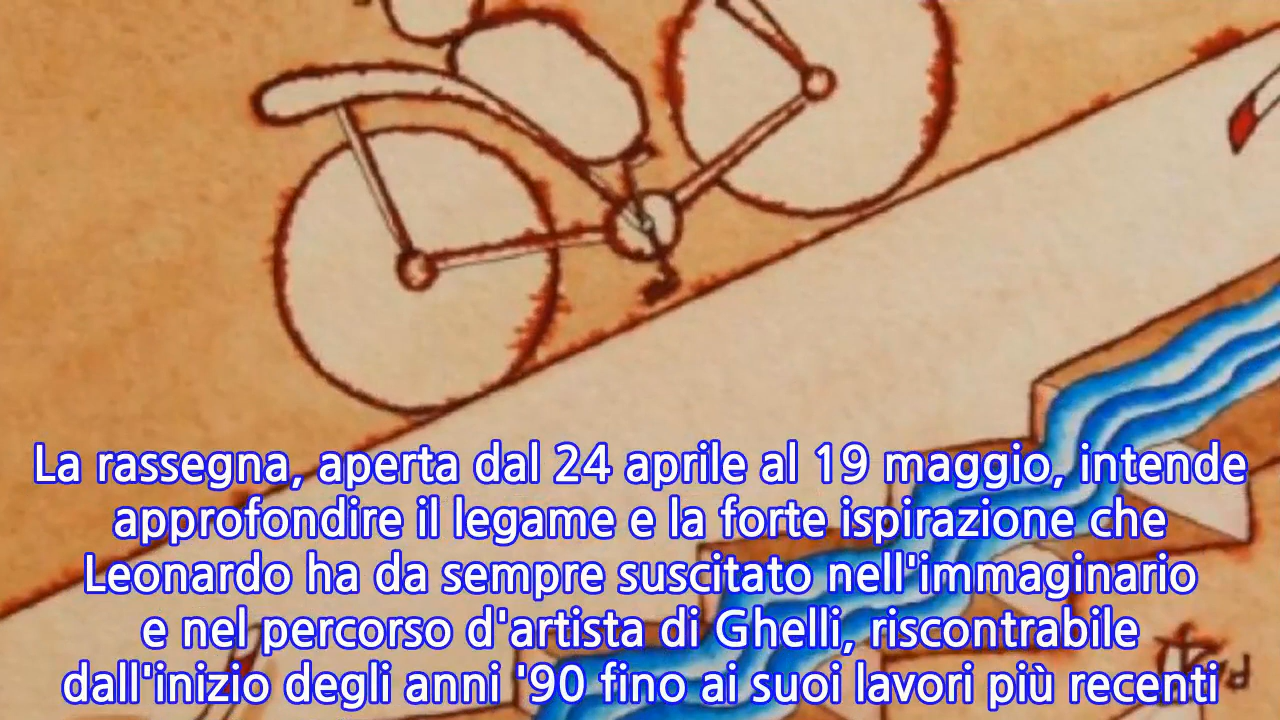 La rassegna, aperta dal 24 aprile al 19 maggio, intende
approfondire il legame e la forte ispirazione che
Leonardo ha da sempre suscitato nell'immaginario
e nel percorso d'artista di Ghelli, riscontrabile
dall'inizio degli anni '90 fino ai suoi lavori più recenti